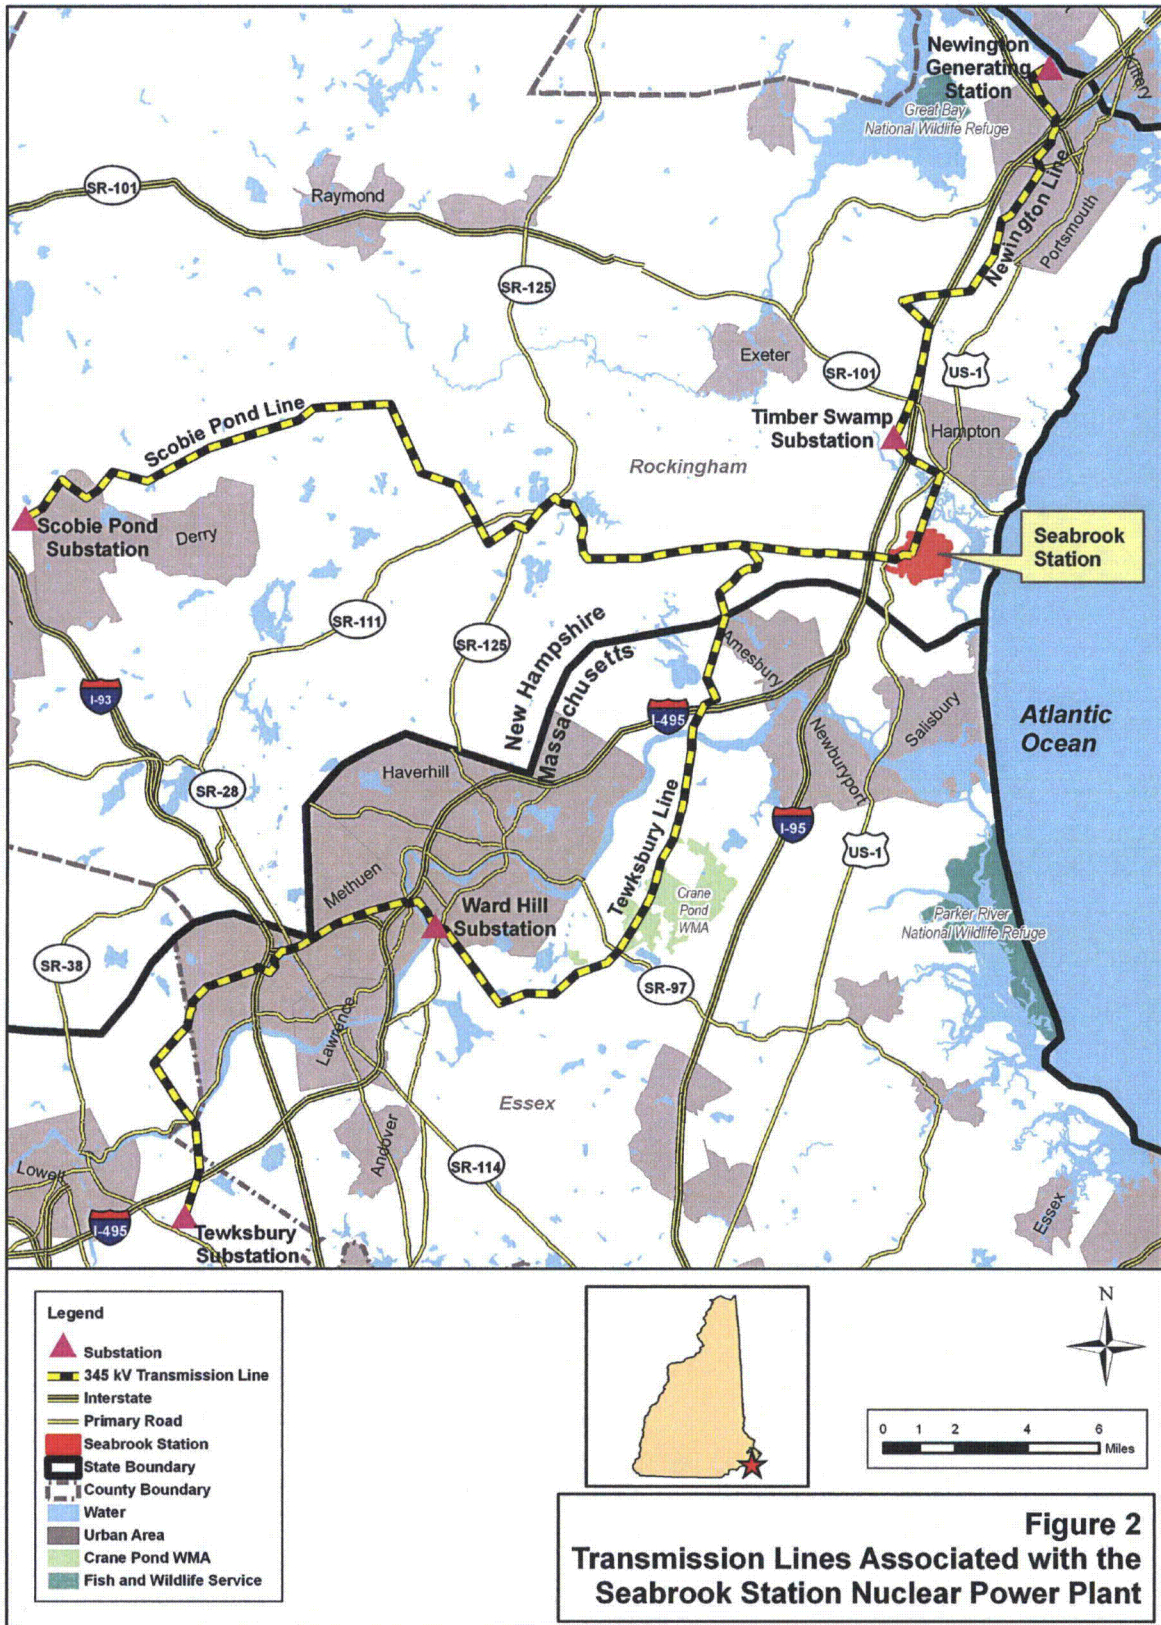 Newington
Generating
Station
Kittery
Great Bay
National Wildlife Refuge
SR-101
Raymond
Newington Line
Portsmouth
SR-125
Exeter
SR-101
US-1
Scobie Pond Line
Timber Swamp
Substation
Hampton
Rockingham
Scobie Pond
Substation
Derry
Seabrook
Station
SR-111
SR-125
New Hampshire
Massachusetts
Amesbury
I-93
I-495
Salisbury
Atlantic
Ocean
Newburyport
Haverhill
SR-28
Tewksbury Line
I-95
US-1
Methuen
Crane
Pond
WMA
Ward Hill
Substation
Parker River
National Wildlife Refuge
SR-38
SR-97
Lawrence
Essex
Andover
SR-114
Lowell
Essex
I-495
Tewksbury
Substation
Legend
Substation
345 kV Transmission Line
Interstate
Primary Road
Seabrook Station
State Boundary
County Boundary
Water
Urban Area
Crane Pond WMA
Fish and Wildlife Service
N
0 1 2 4 6
Miles
Figure 2
Transmission Lines Associated with the
Seabrook Station Nuclear Power Plant